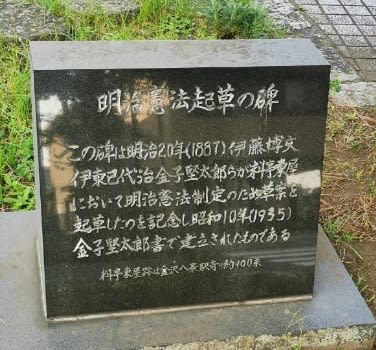 明治憲法起草の碑
この碑は明治20年(1887)伊藤博文
伊東巳代治金子堅太郎らが料亭東屋
において明治憲法制定のため草案を
起草したのを記念し昭和10年(1935)
金子堅太郎書で建立されたものである
料亭東屋跡は金沢八景駅寄り約100米